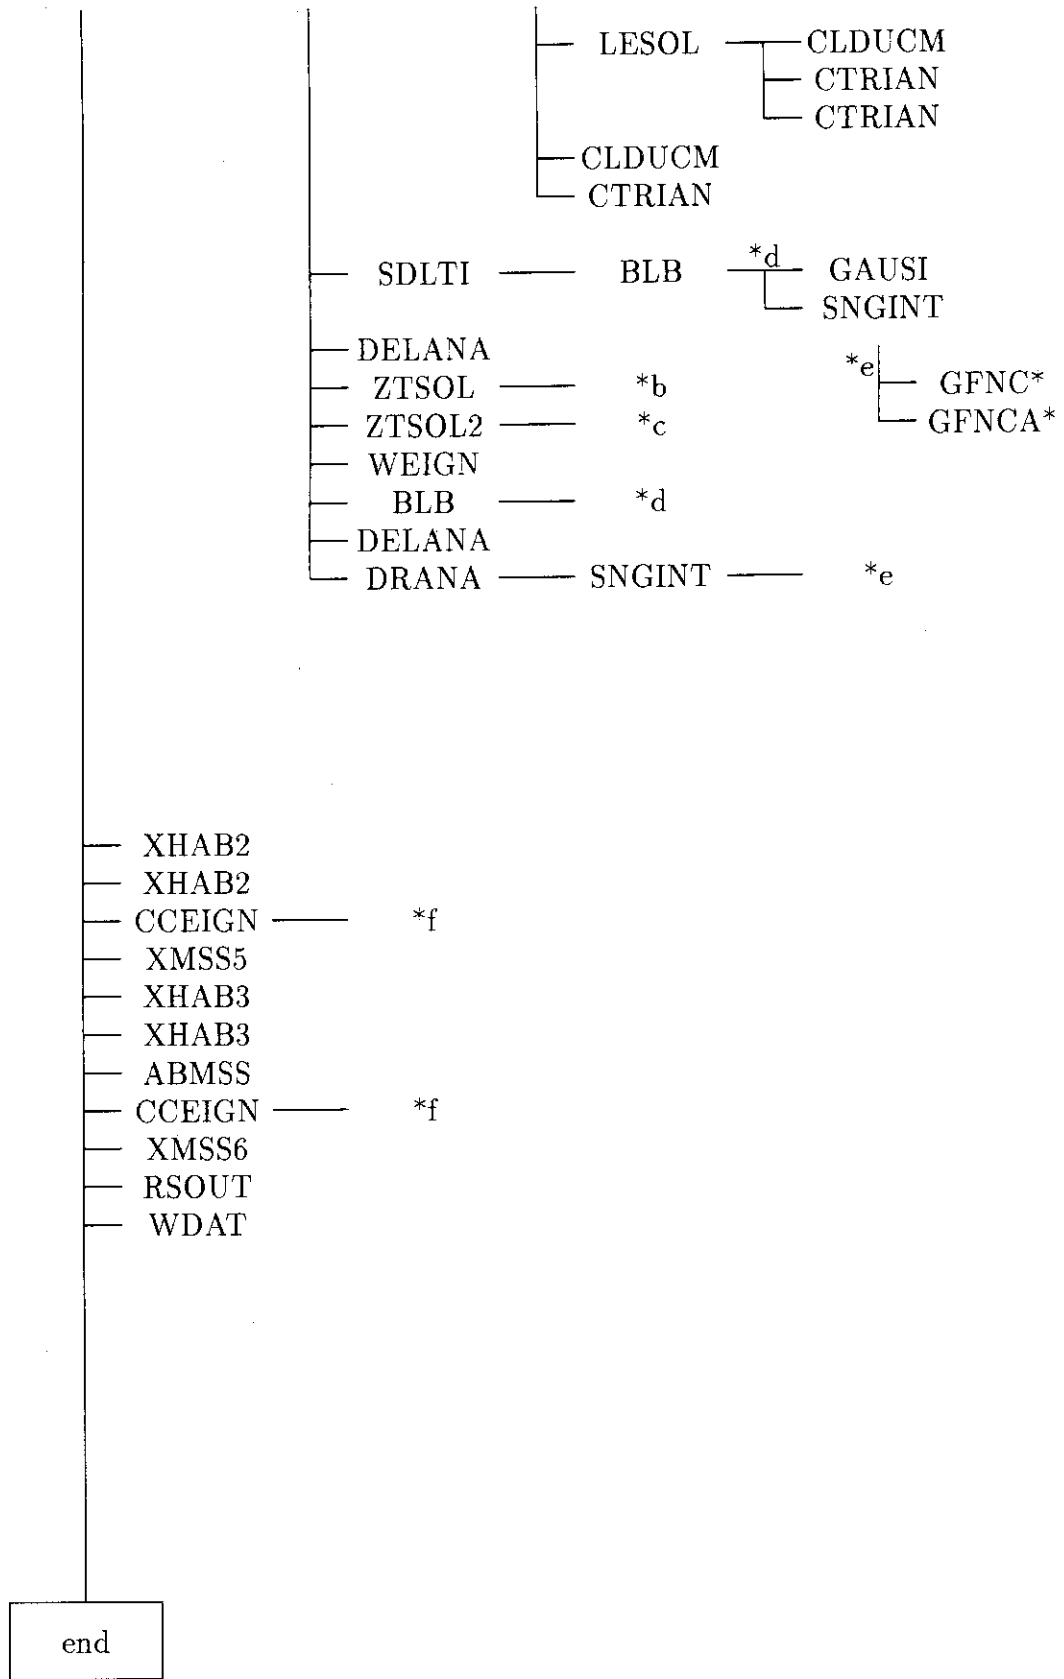 LESOL CLDUCM
CTRIAN
CTRIAN
CLDUCM
CTRIAN
SDLTI BLB *d GAUSI
SNGINT
DELANA
*e GFNC*
ZTSOL *b
GFNCA*
ZTSOL2 *c
WEIGN
BLB *d
DELANA
DRANA SNGINT *e
XHAB2
XHAB2
CCEIGN *f
XMSS5
XHAB3
XHAB3
ABMSS
CCEIGN *f
XMSS6
RSOUT
WDAT
end